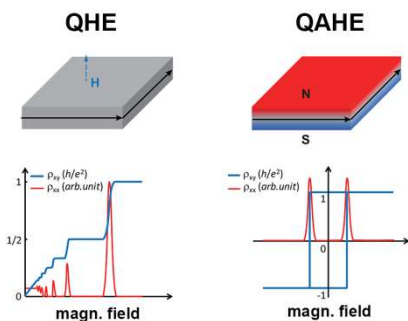 QHE
H
ρxy (h/e²)
ρxx (arb.unit)
1
1/2
0
magn. field
QAHE
N
S
ρxy (h/e²)
ρxx (arb.unit)
1
0
-1
magn. field